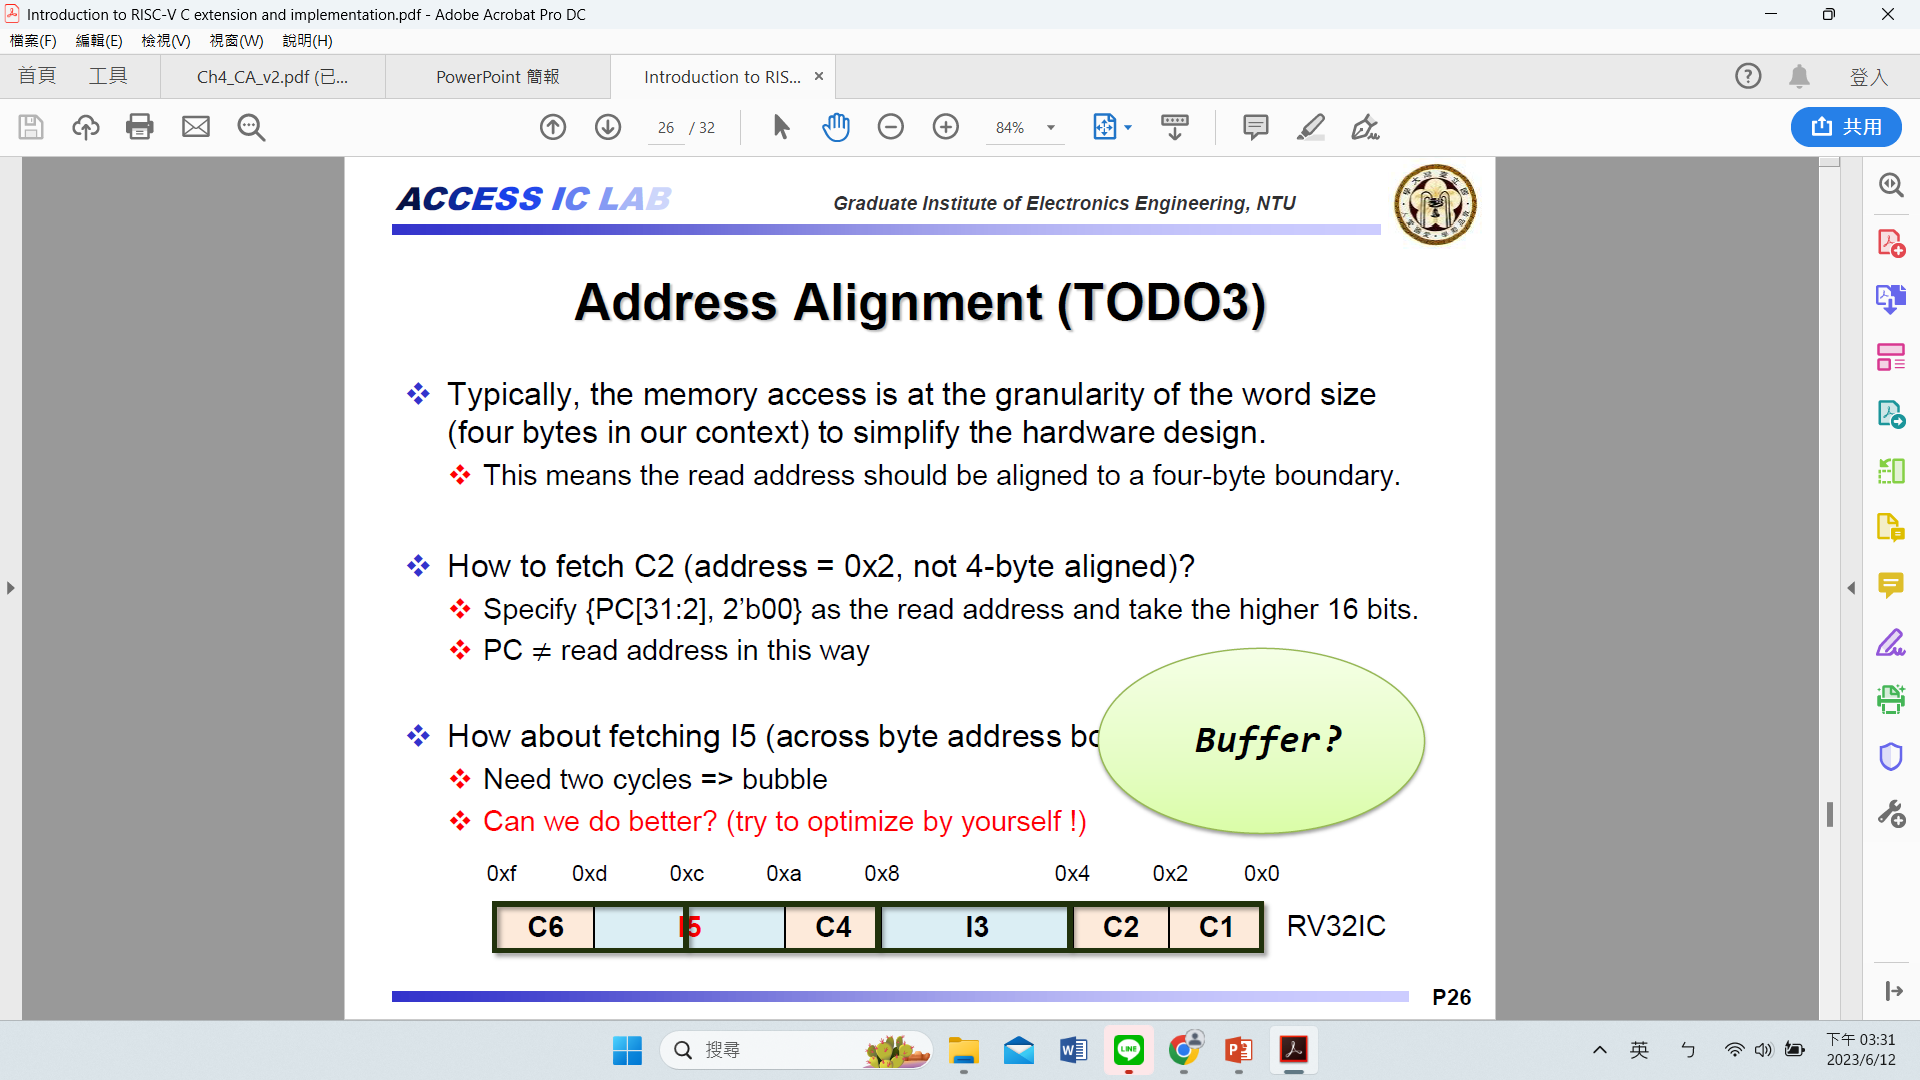 Introduction to RISC-V C extension and implementation.pdf - Adobe Acrobat Pro DC
檔案(F) 編輯(E) 檢視(V) 視窗(W) 說明(H)
首頁 工具 Ch4_CA_v2.pdf (已... PowerPoint 簡報 Introduction to RIS... 登入
26 / 32 84% 共用
ACCESS IC LAB Graduate Institute of Electronics Engineering, NTU
Address Alignment (TODO3)
Typically, the memory access is at the granularity of the word size
(four bytes in our context) to simplify the hardware design.
This means the read address should be aligned to a four-byte boundary.
How to fetch C2 (address = 0x2, not 4-byte aligned)?
Specify {PC[31:2], 2’b00} as the read address and take the higher 16 bits.
PC ≠ read address in this way
How about fetching I5 (across byte address bo
Buffer?
Need two cycles => bubble
Can we do better? (try to optimize by yourself !)
0xf 0xd 0xc 0xa 0x8 0x4 0x2 0x0
C6 I5 C4 I3 C2 C1 RV32IC
P26
搜尋
英 ㄅ 下午 03:31
2023/6/12